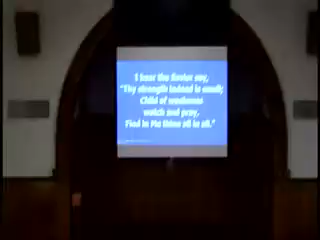 I hear the Savior say,
"Thy strength indeed is small;
Child of weakness
watch and pray,
Find in Me thine all in all."